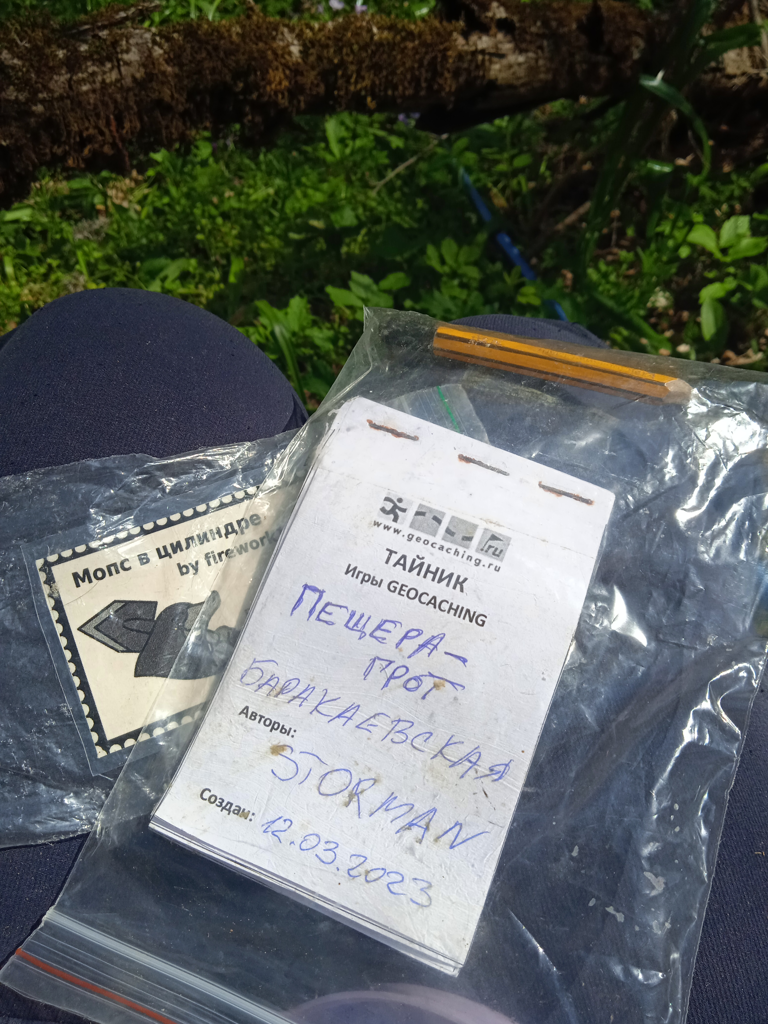 Мопс в цилиндре
by firework
.ru
www.geocaching.ru
ТАЙНИК
Игры GEOCACHING
ПЕЩЕРА-
ГРОТ
БАРАКАЕВСКАЯ
Авторы:
STORMAN
Создан: 12.03.2023